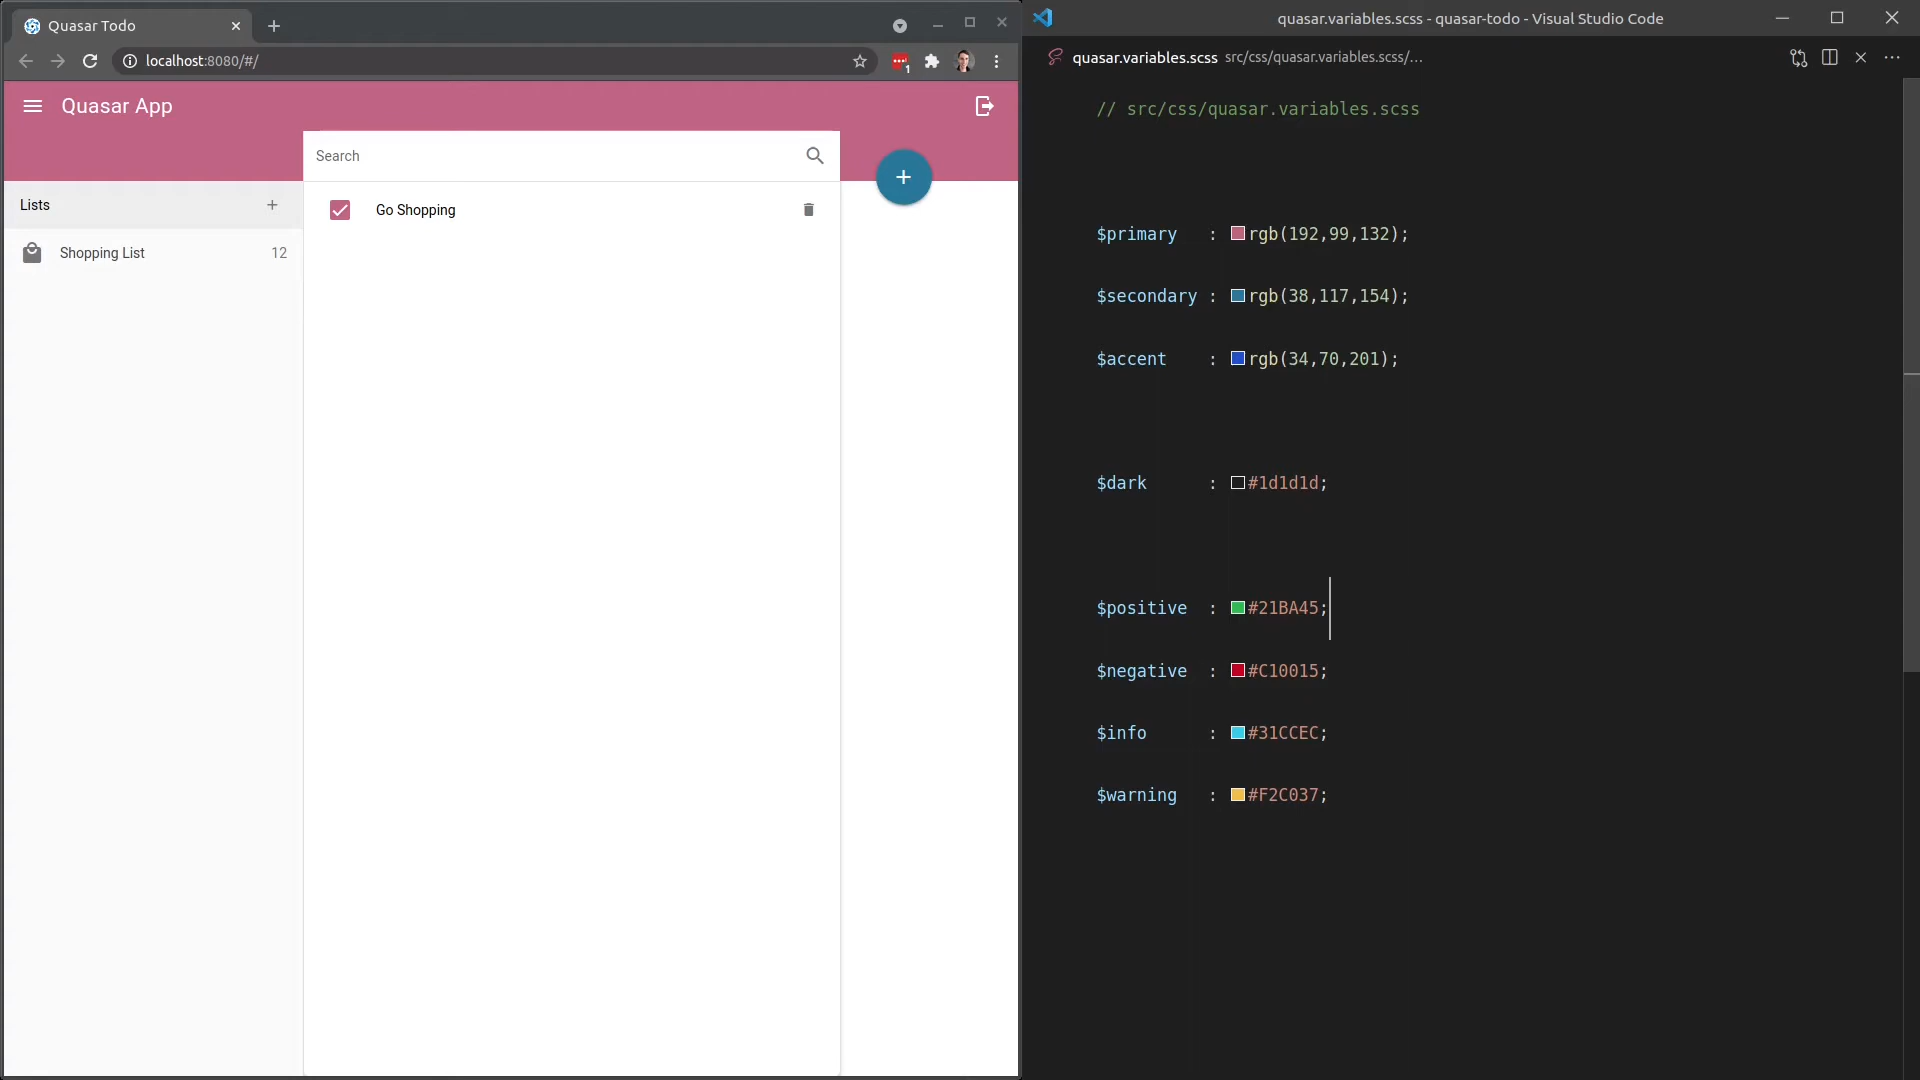 Quasar Todo
localhost:8080/#/
1
Quasar App
Search
Lists
Go Shopping
Shopping List 12
quasar.variables.scss - quasar-todo - Visual Studio Code
quasar.variables.scss src/css/quasar.variables.scss/...
// src/css/quasar.variables.scss
$primary : rgb(192,99,132);
$secondary : rgb(38,117,154);
$accent : rgb(34,70,201);
$dark : #1d1d1d;
$positive : #21BA45;
$negative : #C10015;
$info : #31CCEC;
$warning : #F2C037;